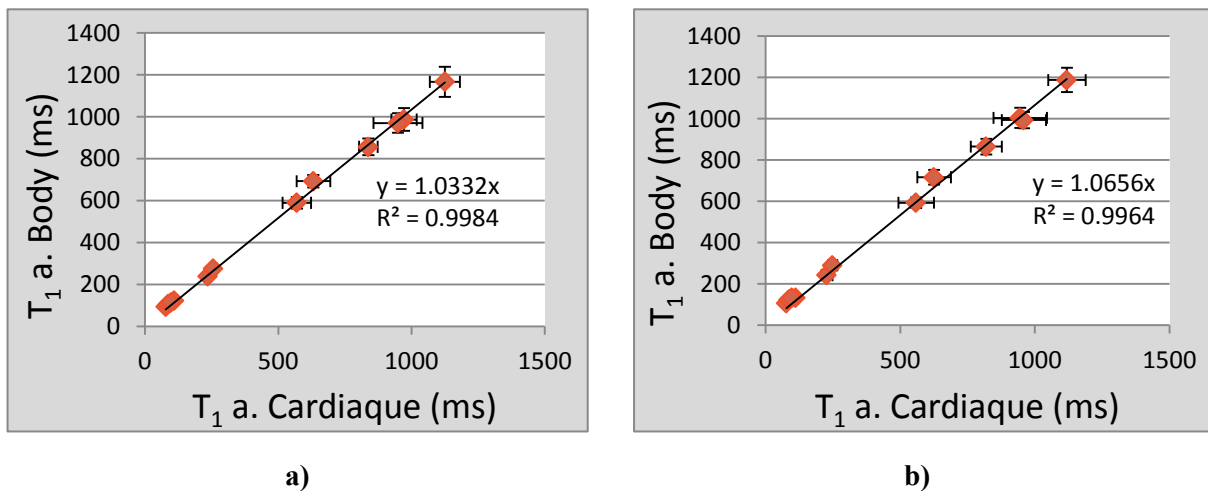 1400
1200
1000
800
600
400
200
0
T₁ a. Body (ms)
y = 1.0332x
R² = 0.9984
0 500 1000 1500
T₁ a. Cardiaque (ms)
a)
1400
1200
1000
800
600
400
200
0
T₁ a. Body (ms)
y = 1.0656x
R² = 0.9964
0 500 1000 1500
T₁ a. Cardiaque (ms)
b)